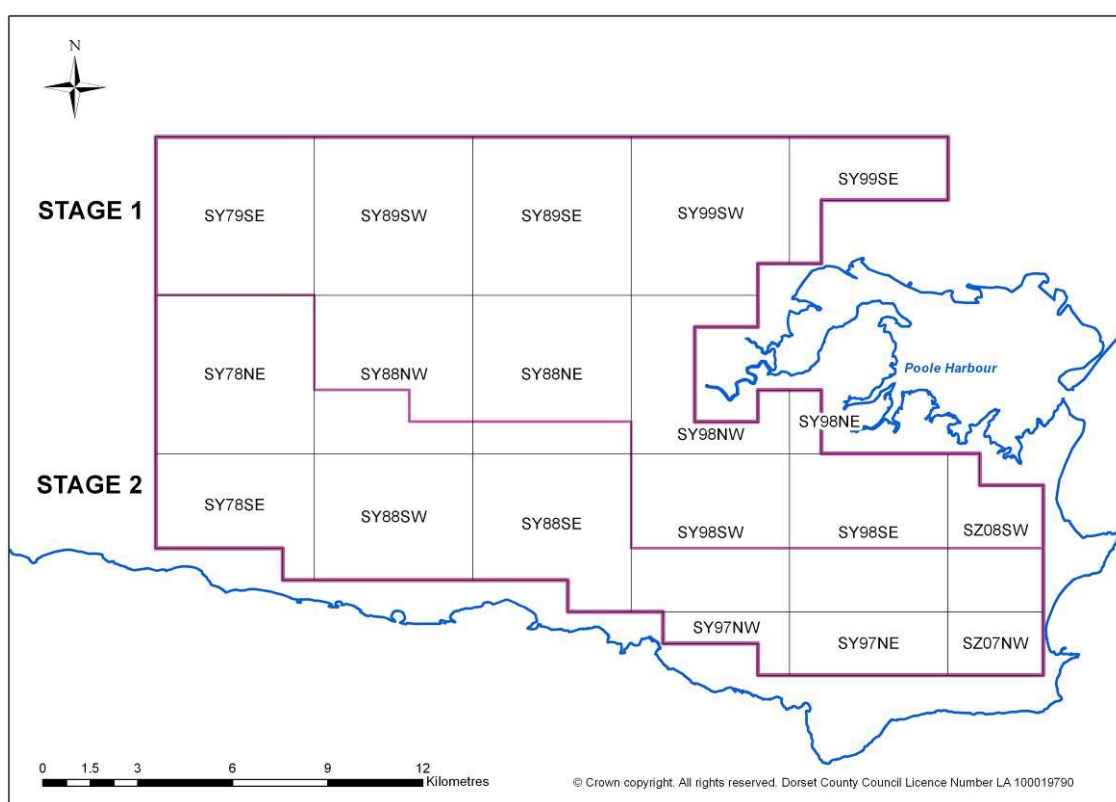 N
STAGE 1
SY79SE
SY89SW
SY89SE
SY99SW
SY99SE
SY78NE
SY88NW
SY88NE
SY98NW
SY98NE
Poole Harbour
STAGE 2
SY78SE
SY88SW
SY88SE
SY98SW
SY98SE
SZ08SW
SY97NW
SY97NE
SZ07NW
0 1.5 3 6 9 12
Kilometres
© Crown copyright. All rights reserved. Dorset County Council Licence Number LA 100019790